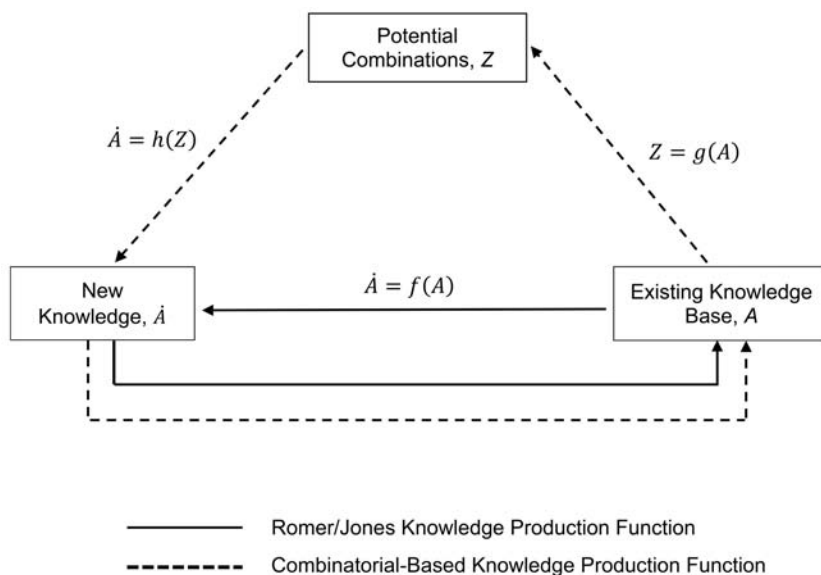 Potential
Combinations, Z
Ȧ = h(Z)
Z = g(A)
New
Knowledge, Ȧ
Ȧ = f(A)
Existing Knowledge
Base, A
Romer/Jones Knowledge Production Function
Combinatorial-Based Knowledge Production Function